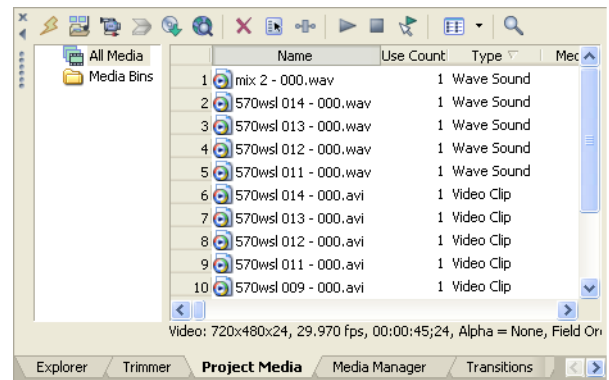 All Media
Media Bins
Name Use Count Type Mec
1 mix 2 - 000.wav 1 Wave Sound
2 570wsl 014 - 000.wav 1 Wave Sound
3 570wsl 013 - 000.wav 1 Wave Sound
4 570wsl 012 - 000.wav 1 Wave Sound
5 570wsl 011 - 000.wav 1 Wave Sound
6 570wsl 014 - 000.avi 1 Video Clip
7 570wsl 013 - 000.avi 1 Video Clip
8 570wsl 012 - 000.avi 1 Video Clip
9 570wsl 011 - 000.avi 1 Video Clip
10 570wsl 009 - 000.avi 1 Video Clip
Video: 720x480x24, 29.970 fps, 00:00:45;24, Alpha = None, Field Or
Explorer Trimmer Project Media Media Manager Transitions